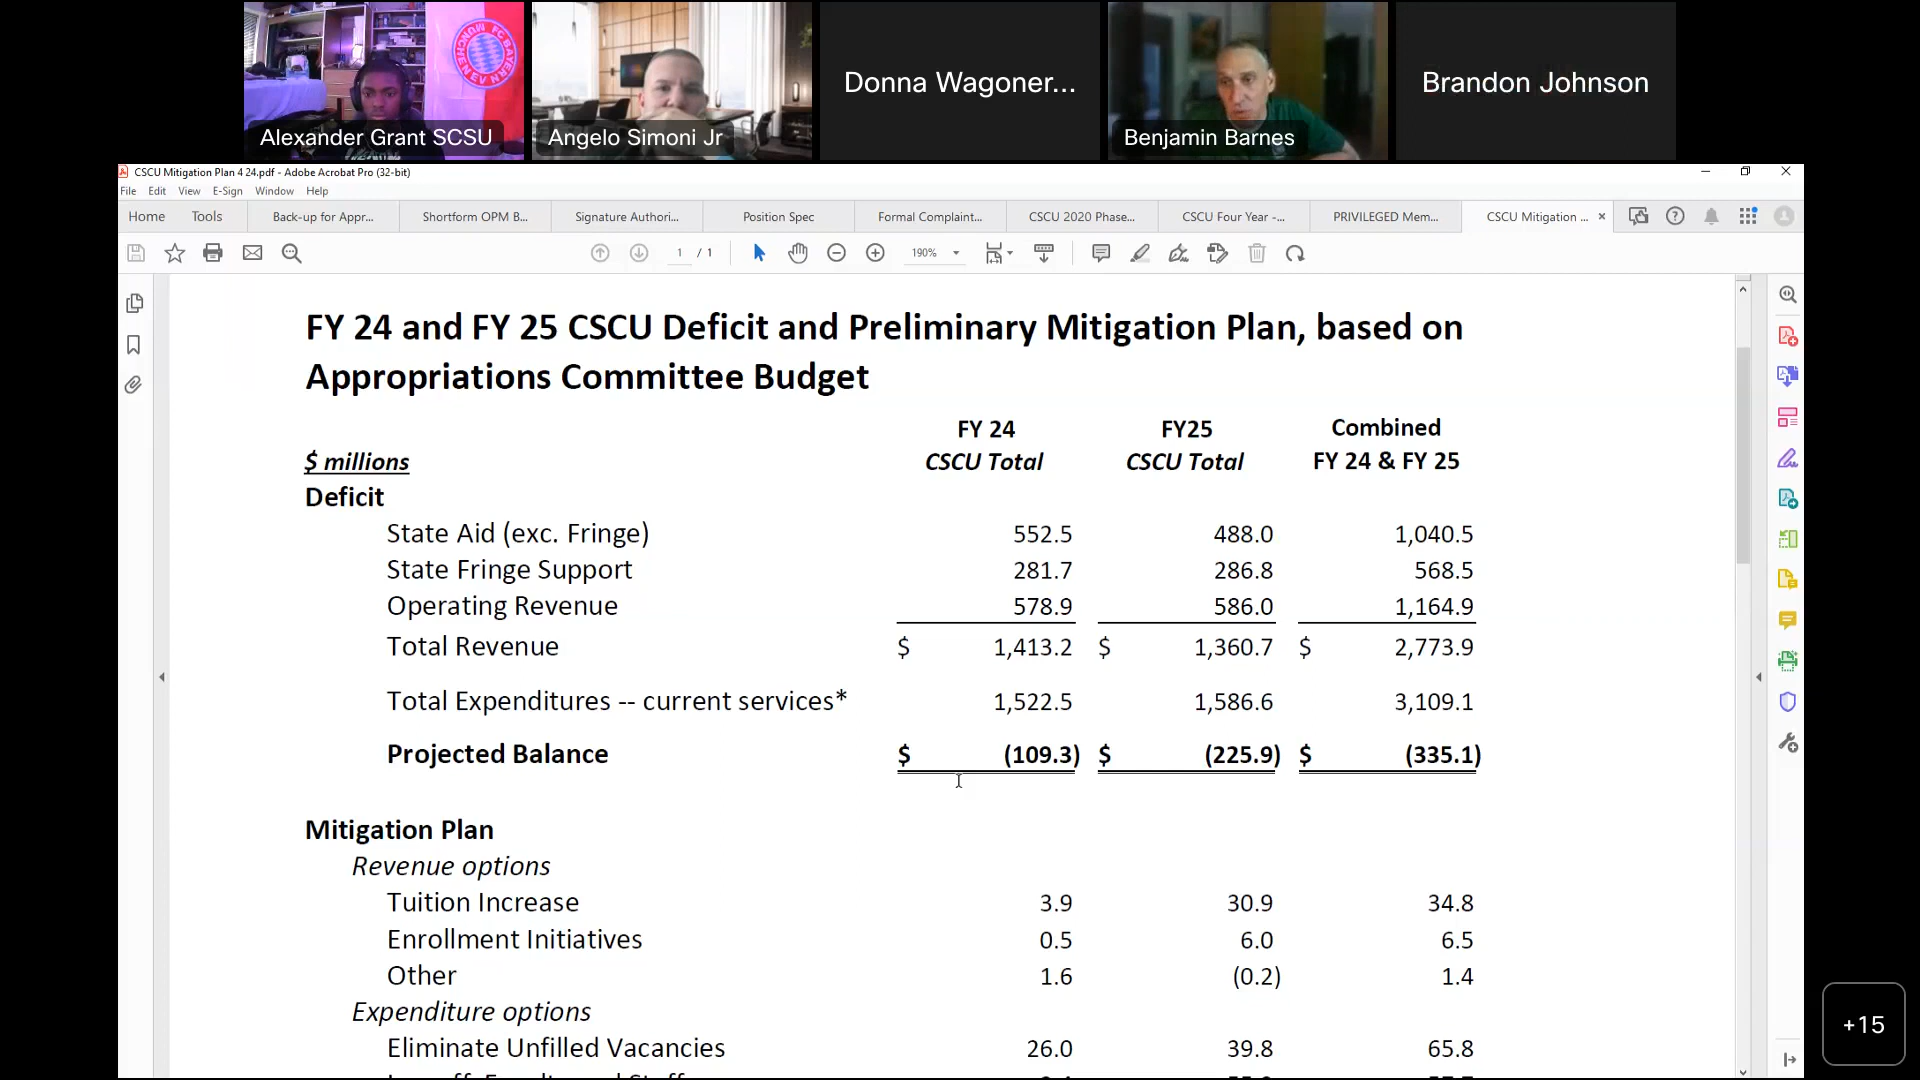 Alexander Grant SCSU
Angelo Simoni Jr
Donna Wagoner...
Benjamin Barnes
Brandon Johnson
FC BAYERN MÜNCHEN EV
CSCU Mitigation Plan 4 24.pdf - Adobe Acrobat Pro (32-bit)
File Edit View E-Sign Window Help
Home Tools Back-up for Appr... Shortform OPM B... Signature Authori... Position Spec Formal Complaint... CSCU 2020 Phase... CSCU Four Year -... PRIVILEGED Mem... CSCU Mitigation ... ×
1 / 1 190%
FY 24 and FY 25 CSCU Deficit and Preliminary Mitigation Plan, based on
Appropriations Committee Budget
FY 24 FY25 Combined
$ millions CSCU Total CSCU Total FY 24 & FY 25
Deficit
State Aid (exc. Fringe) 552.5 488.0 1,040.5
State Fringe Support 281.7 286.8 568.5
Operating Revenue 578.9 586.0 1,164.9
Total Revenue $ 1,413.2 $ 1,360.7 $ 2,773.9
Total Expenditures -- current services* 1,522.5 1,586.6 3,109.1
Projected Balance $ (109.3) $ (225.9) $ (335.1)
Mitigation Plan
Revenue options
Tuition Increase 3.9 30.9 34.8
Enrollment Initiatives 0.5 6.0 6.5
Other 1.6 (0.2) 1.4
Expenditure options
Eliminate Unfilled Vacancies 26.0 39.8 65.8
+15